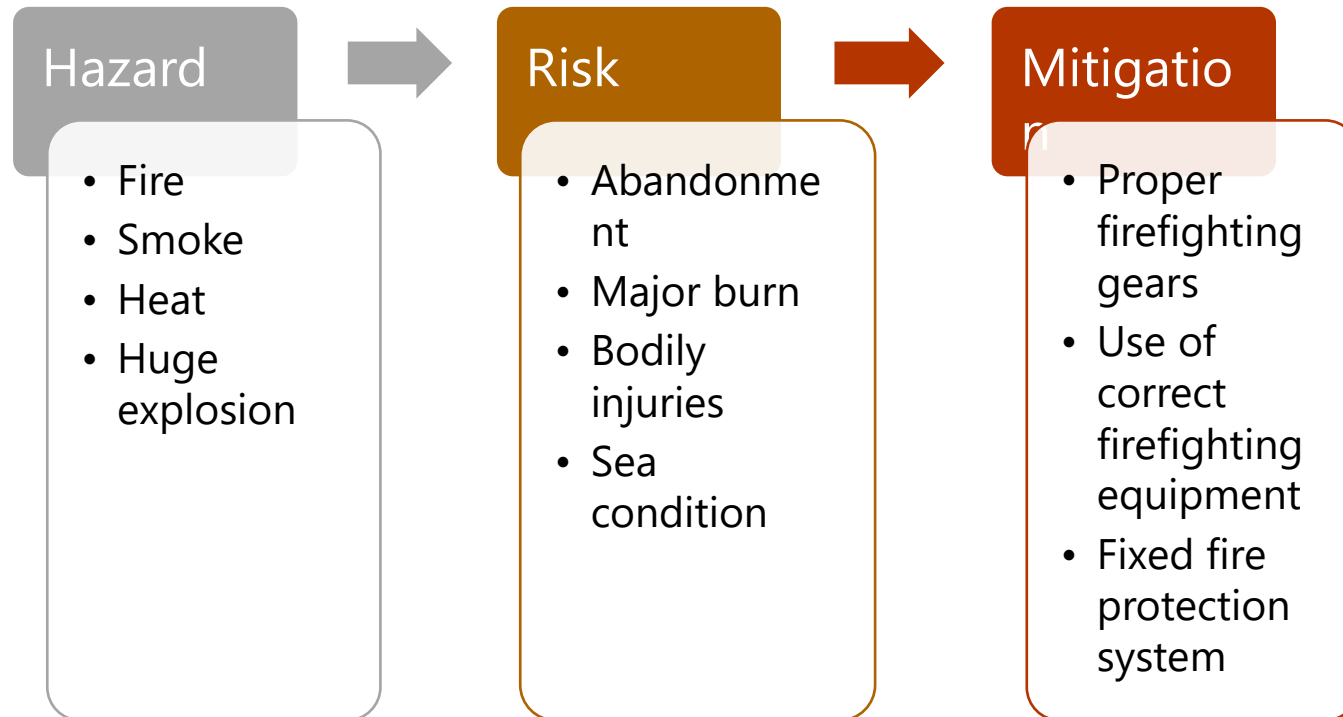 Hazard
• Fire
• Smoke
• Heat
• Huge
explosion
Risk
• Abandonme
nt
• Major burn
• Bodily
injuries
• Sea
condition
Mitigatio
n
• Proper
firefighting
gears
• Use of
correct
firefighting
equipment
• Fixed fire
protection
system